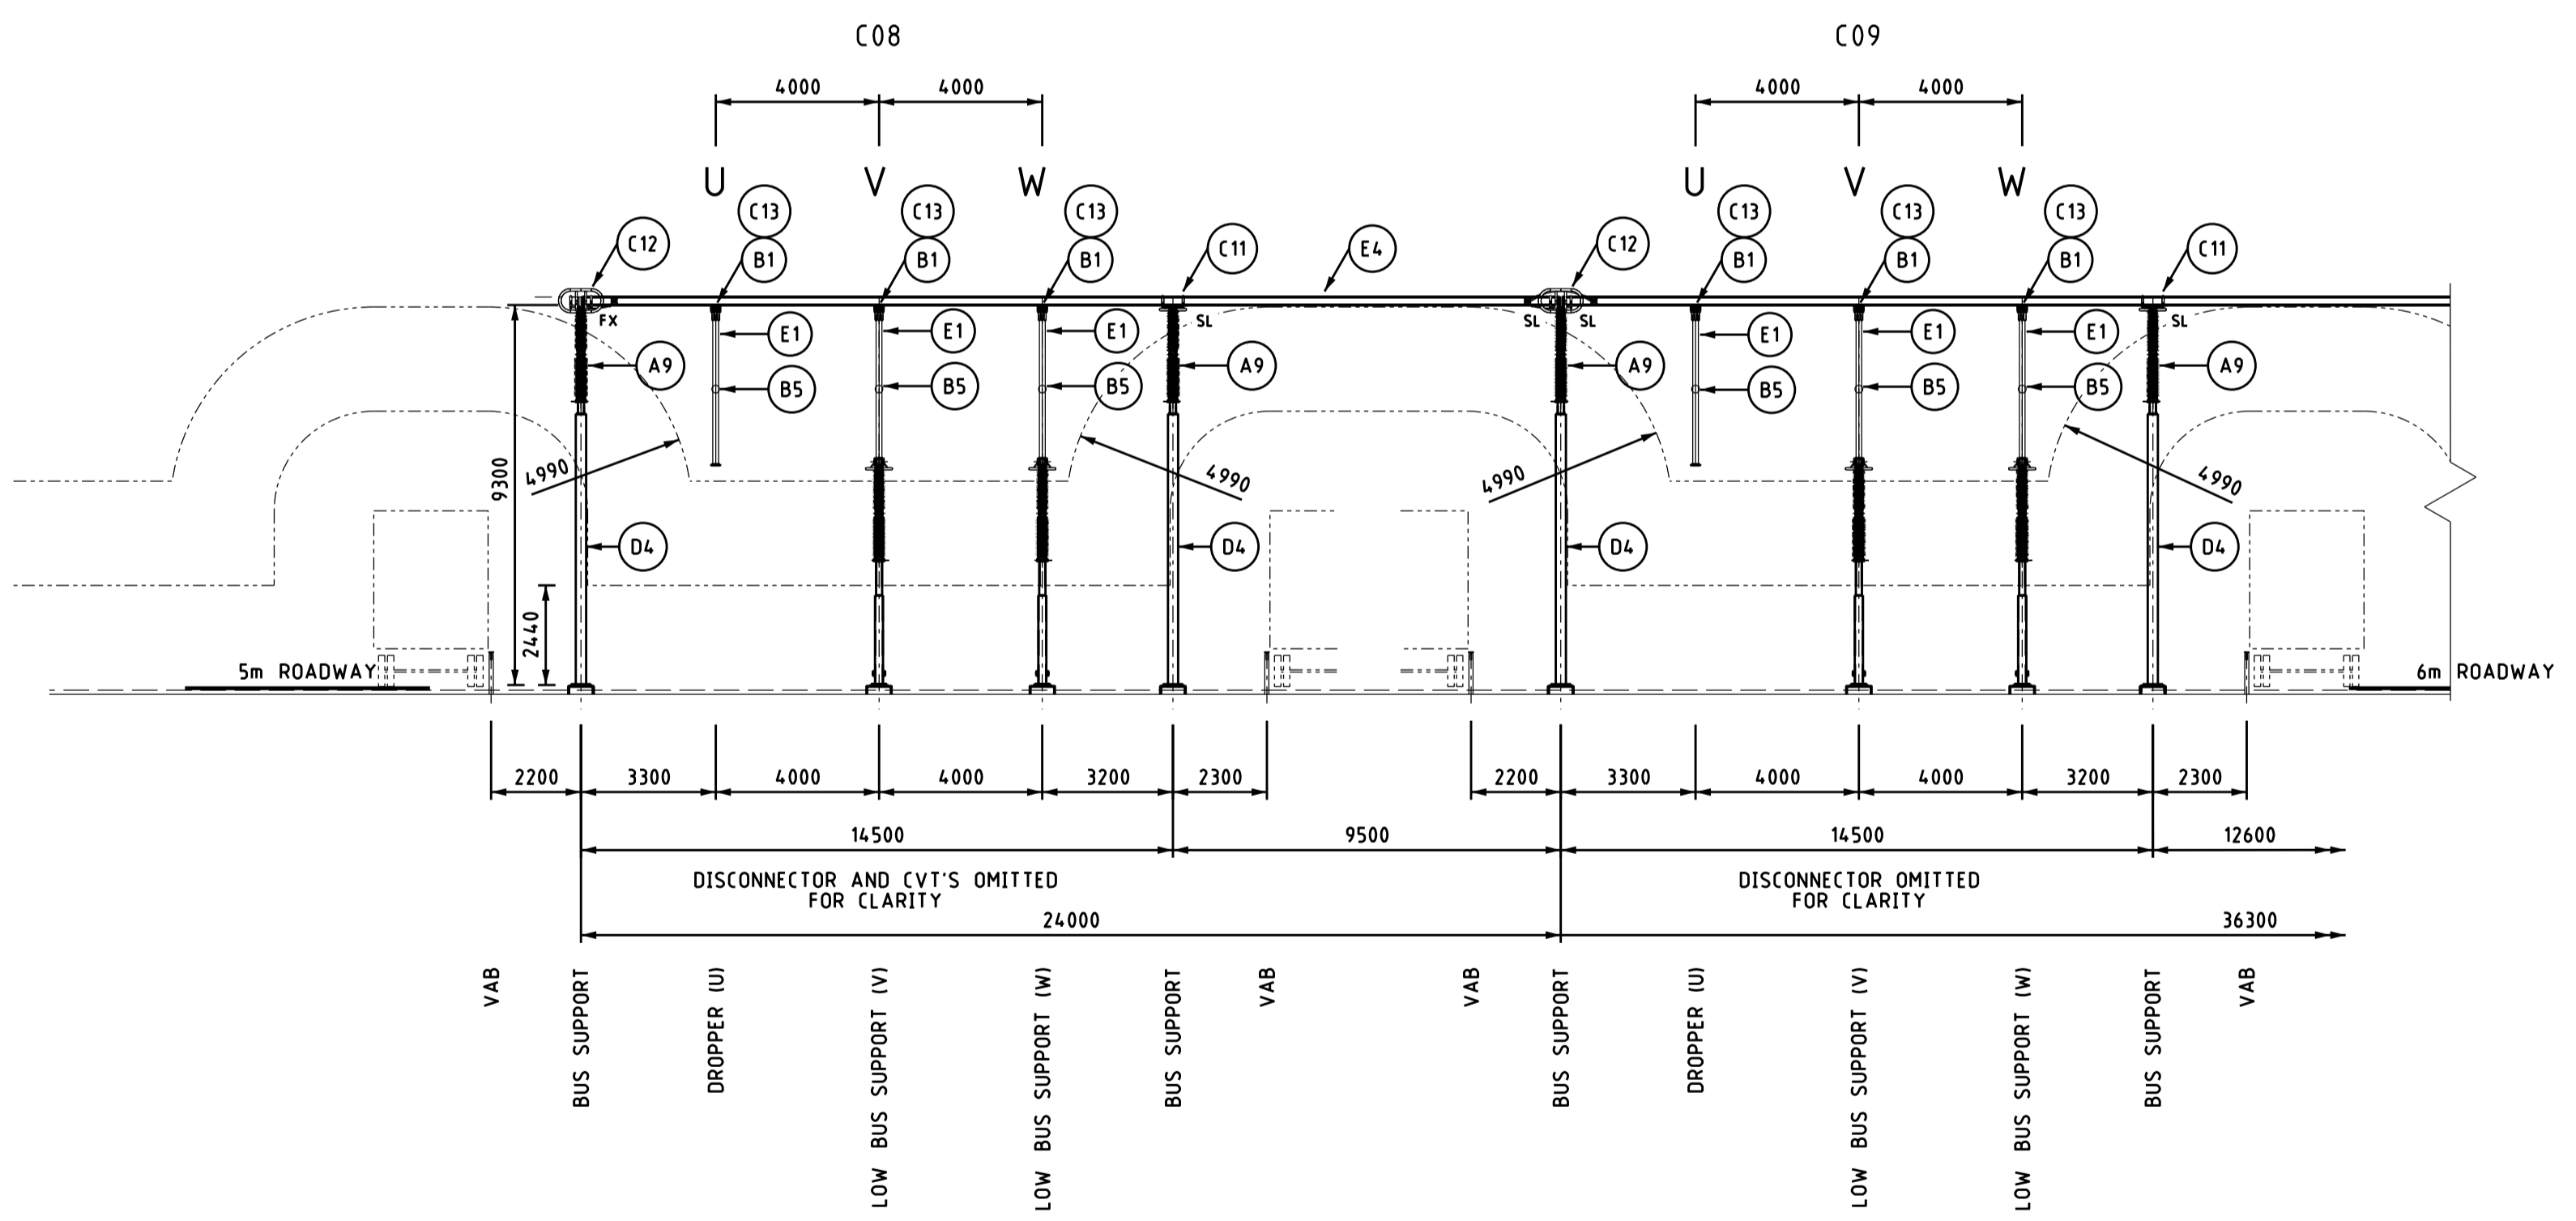 C08
C09
4000
4000
4000
4000
U
V
W
U
V
W
C13
C13
C13
C13
C13
C13
C12
B1
B1
B1
C11
E4
C12
B1
B1
B1
C11
FX
SL
SL
SL
SL
E1
E1
E1
E1
E1
E1
A9
A9
A9
A9
B5
B5
B5
B5
B5
B5
9300
4990
4990
4990
4990
D4
D4
D4
D4
2440
5m ROADWAY
6m ROADWAY
2200
3300
4000
4000
3200
2300
2200
3300
4000
4000
3200
2300
14500
9500
14500
12600
DISCONNECTOR AND CVT'S OMITTED
FOR CLARITY
DISCONNECTOR OMITTED
FOR CLARITY
24000
36300
VAB
BUS SUPPORT
DROPPER (U)
LOW BUS SUPPORT (V)
LOW BUS SUPPORT (W)
BUS SUPPORT
VAB
VAB
BUS SUPPORT
DROPPER (U)
LOW BUS SUPPORT (V)
LOW BUS SUPPORT (W)
BUS SUPPORT
VAB